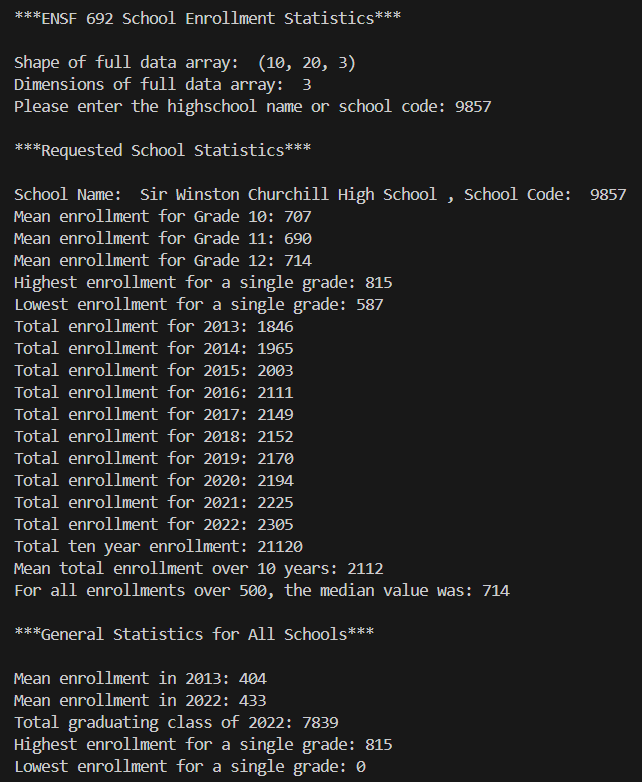 ***ENSF 692 School Enrollment Statistics***
Shape of full data array:  (10, 20, 3)
Dimensions of full data array:  3
Please enter the highschool name or school code: 9857
***Requested School Statistics***
School Name:  Sir Winston Churchill High School , School Code:  9857
Mean enrollment for Grade 10: 707
Mean enrollment for Grade 11: 690
Mean enrollment for Grade 12: 714
Highest enrollment for a single grade: 815
Lowest enrollment for a single grade: 587
Total enrollment for 2013: 1846
Total enrollment for 2014: 1965
Total enrollment for 2015: 2003
Total enrollment for 2016: 2111
Total enrollment for 2017: 2149
Total enrollment for 2018: 2152
Total enrollment for 2019: 2170
Total enrollment for 2020: 2194
Total enrollment for 2021: 2225
Total enrollment for 2022: 2305
Total ten year enrollment: 21120
Mean total enrollment over 10 years: 2112
For all enrollments over 500, the median value was: 714
***General Statistics for All Schools***
Mean enrollment in 2013: 404
Mean enrollment in 2022: 433
Total graduating class of 2022: 7839
Highest enrollment for a single grade: 815
Lowest enrollment for a single grade: 0